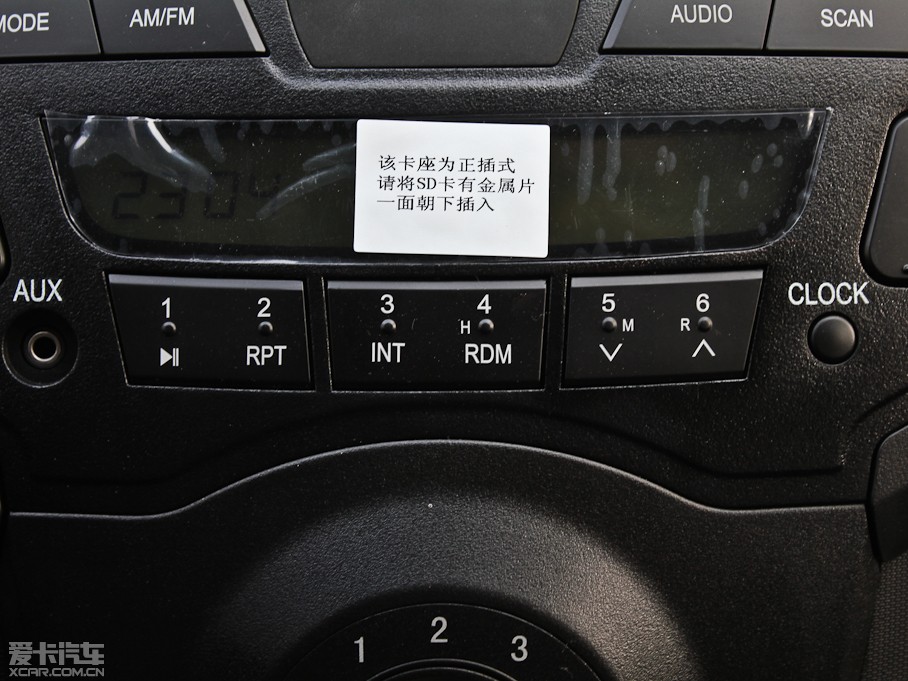 MODE
AM/FM
AUDIO
SCAN
该卡座为正插式
请将SD卡有金属片
一面朝下插入
AUX
1
2
RPT
3
INT
4
H
RDM
5
M
R
6
CLOCK
1
2
3
爱卡汽车
XCAR.COM.CN